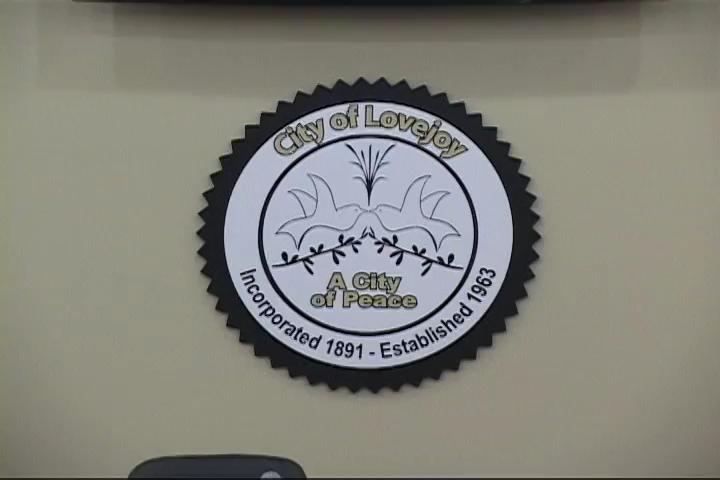 City of Lovejoy
A City
of Peace
Incorporated 1891 - Established 1963